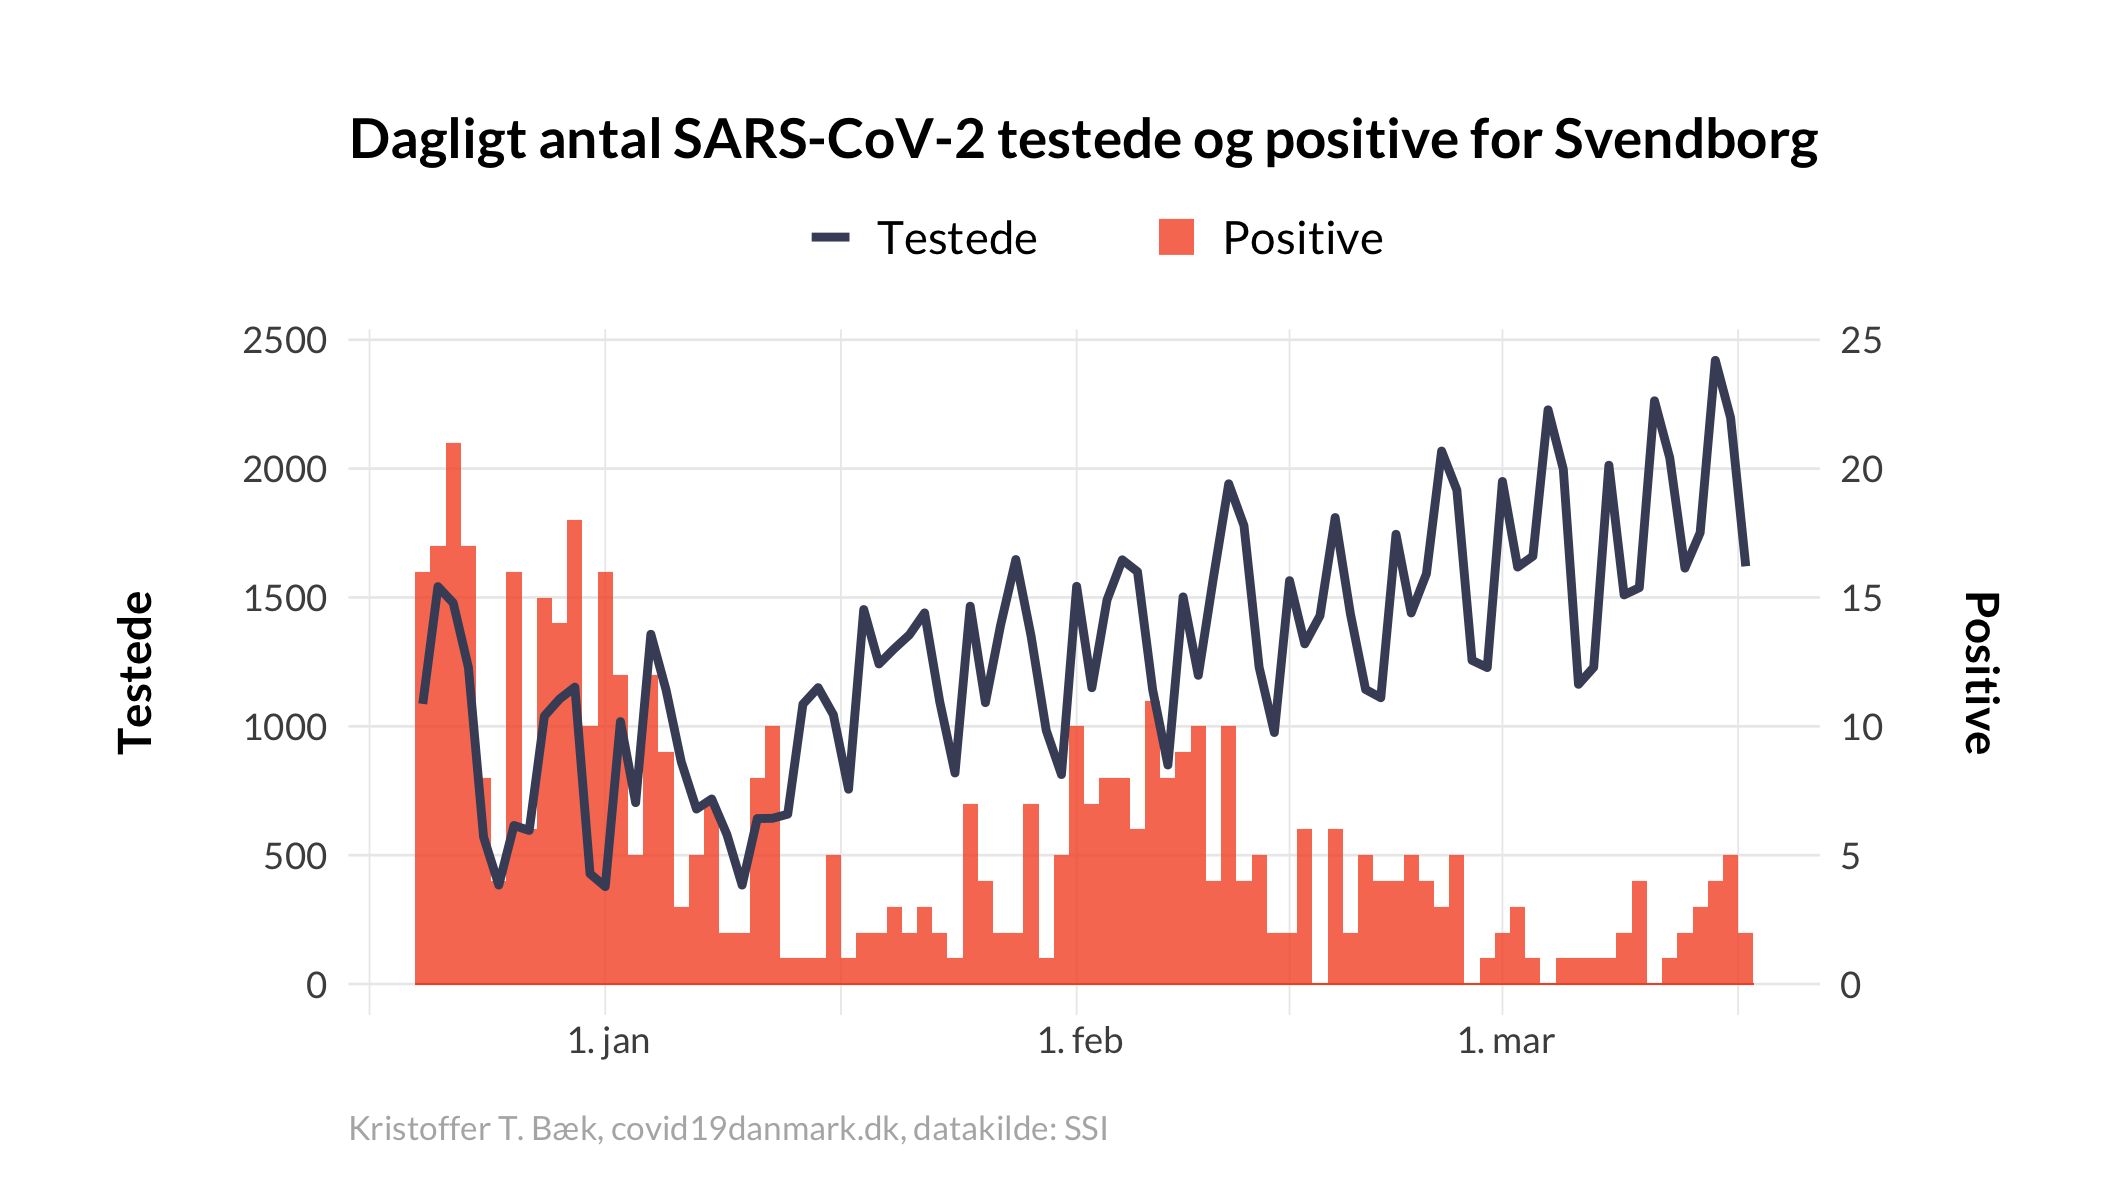 Dagligt antal SARS-CoV-2 testede og positive for Svendborg
Testede Positive
2500 25
2000 20
1500 15
1000 10
500 5
0 0
Testede
Positive
1. jan 1. feb 1. mar
Kristoffer T. Bæk, covid19danmark.dk, datakilde: SSI